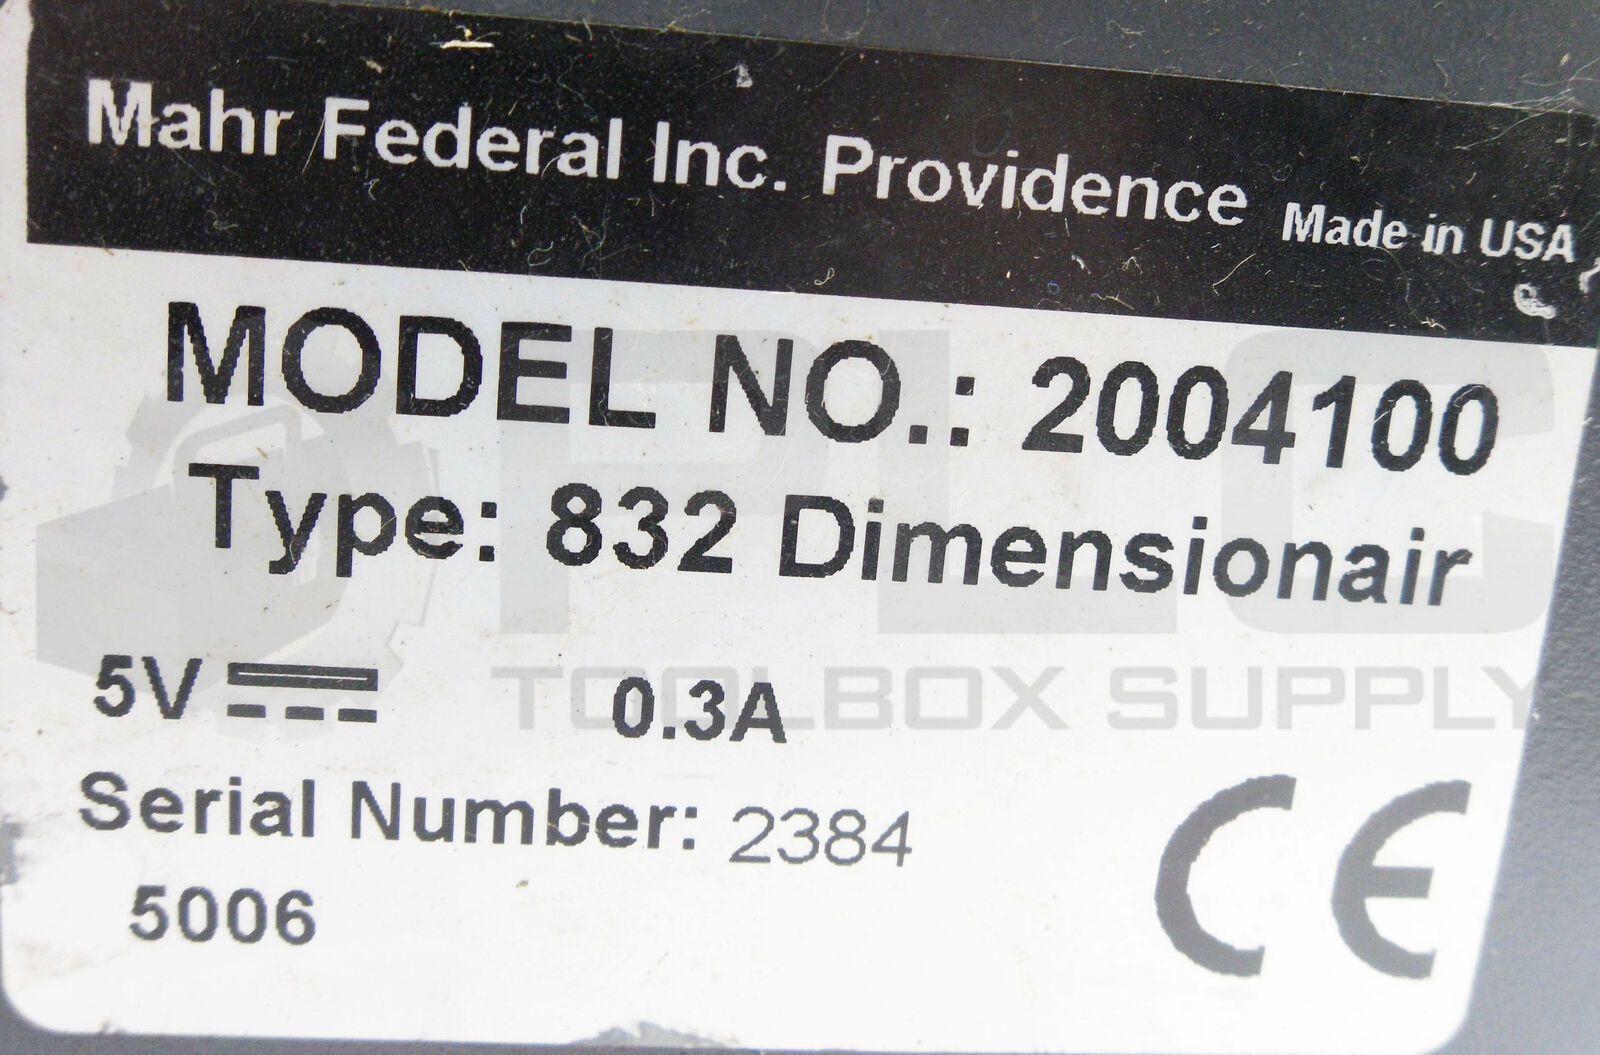 Mahr Federal Inc. Providence Made in USA
MODEL NO.: 2004100
Type: 832 Dimensionair
5V 0.3A
Serial Number: 2384
5006
CE
PLC
TOOLBOX SUPPLY